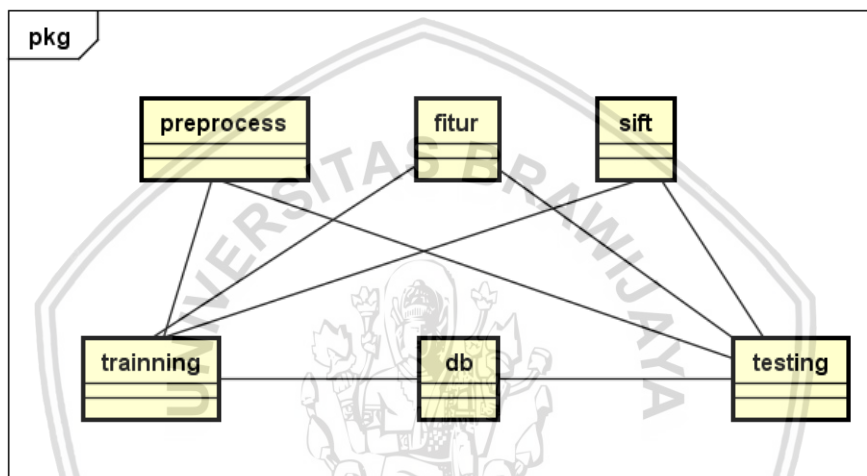 pkg
preprocess
fitur
sift
UNIVERSITAS BRAWIJAYA
trainning
db
testing